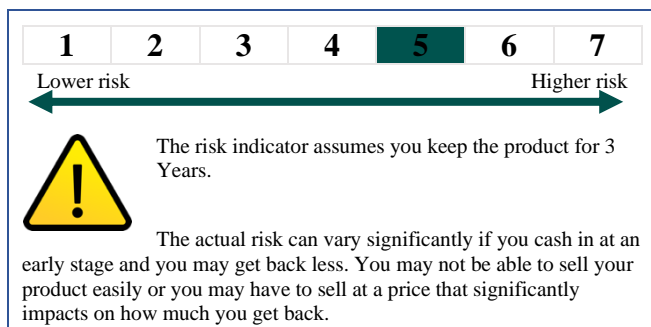 1 2 3 4 5 6 7
Lower risk Higher risk
The risk indicator assumes you keep the product for 3
Years.
The actual risk can vary significantly if you cash in at an
early stage and you may get back less. You may not be able to sell your
product easily or you may have to sell at a price that significantly
impacts on how much you get back.